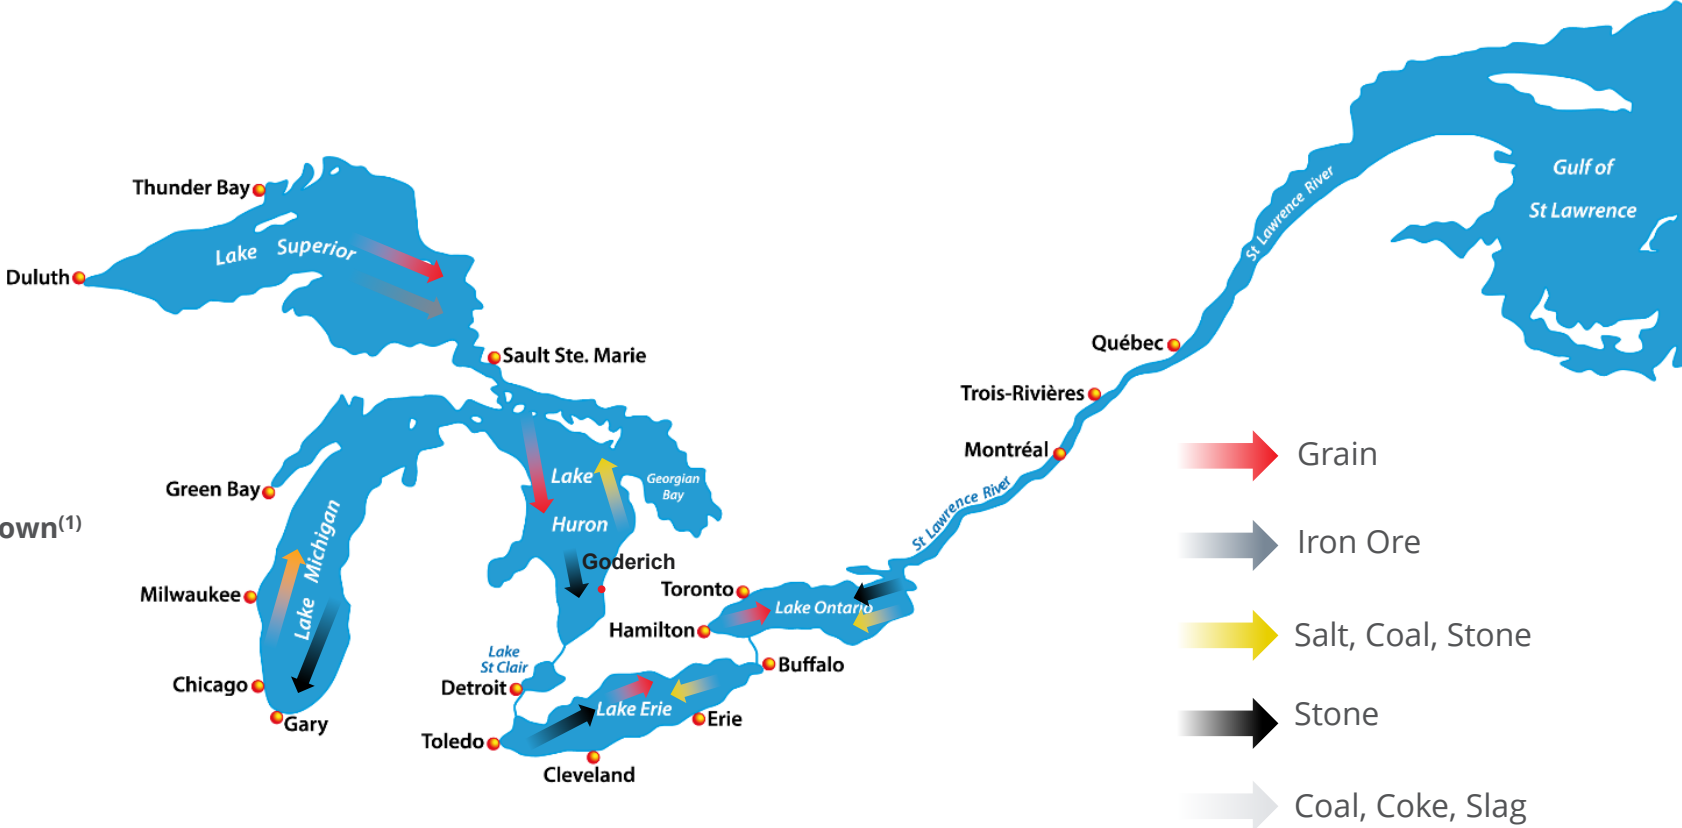 Thunder Bay
Lake Superior
Duluth
Sault Ste. Marie
Gulf of
St Lawrence
St Lawrence River
Québec
Trois-Rivières
Montréal
St Lawrence River
Green Bay
Lake
Huron
Georgian
Bay
own(1)
Lake Michigan
Goderich
Milwaukee
Toronto
Lake Ontario
Hamilton
Lake
St Clair
Buffalo
Chicago
Detroit
Gary
Lake Erie
Erie
Toledo
Cleveland
Grain
Iron Ore
Salt, Coal, Stone
Stone
Coal, Coke, Slag